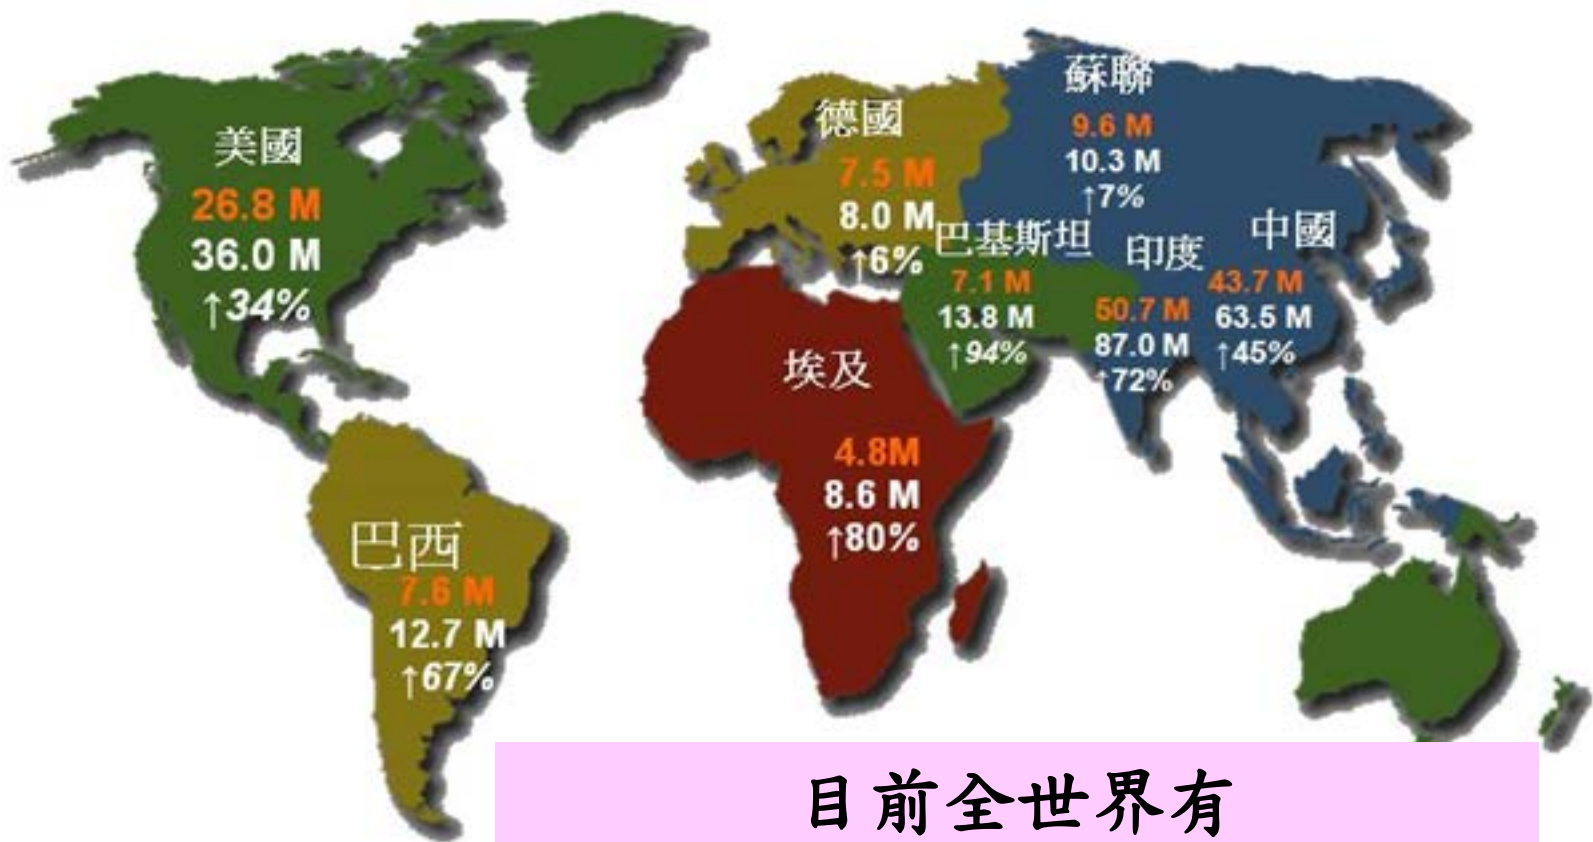 美國
26.8 M
36.0 M
↑34%
德國
7.5 M
8.0 M
↑6%
蘇聯
9.6 M
10.3 M
↑7%
巴基斯坦
7.1 M
13.8 M
↑94%
印度
50.7 M
87.0 M
↑72%
中國
43.7 M
63.5 M
↑45%
埃及
4.8M
8.6 M
↑80%
巴西
7.6 M
12.7 M
↑67%
目前全世界有